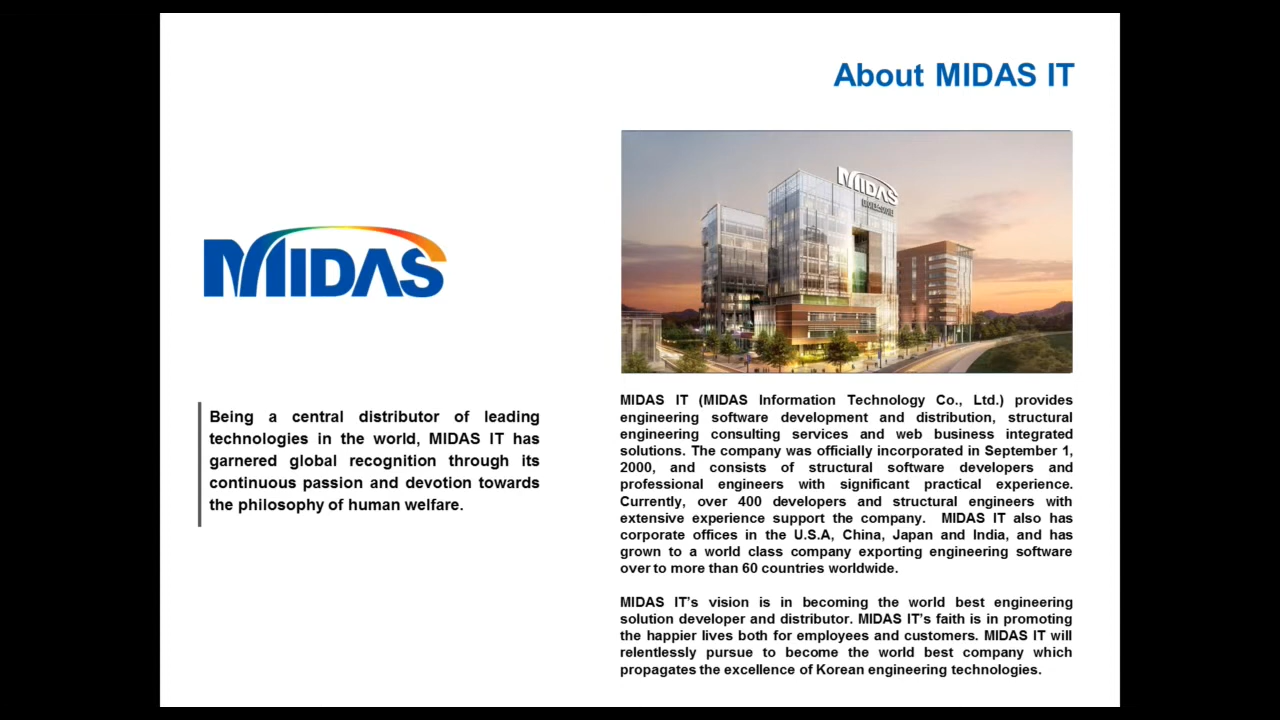 About MIDAS IT
MIDAS
MIDAS
Being a central distributor of leading
technologies in the world, MIDAS IT has
garnered global recognition through its
continuous passion and devotion towards
the philosophy of human welfare.
MIDAS IT (MIDAS Information Technology Co., Ltd.) provides
engineering software development and distribution, structural
engineering consulting services and web business integrated
solutions. The company was officially incorporated in September 1,
2000, and consists of structural software developers and
professional engineers with significant practical experience.
Currently, over 400 developers and structural engineers with
extensive experience support the company. MIDAS IT also has
corporate offices in the U.S.A, China, Japan and India, and has
grown to a world class company exporting engineering software
over to more than 60 countries worldwide.
MIDAS IT’s vision is in becoming the world best engineering
solution developer and distributor. MIDAS IT’s faith is in promoting
the happier lives both for employees and customers. MIDAS IT will
relentlessly pursue to become the world best company which
propagates the excellence of Korean engineering technologies.